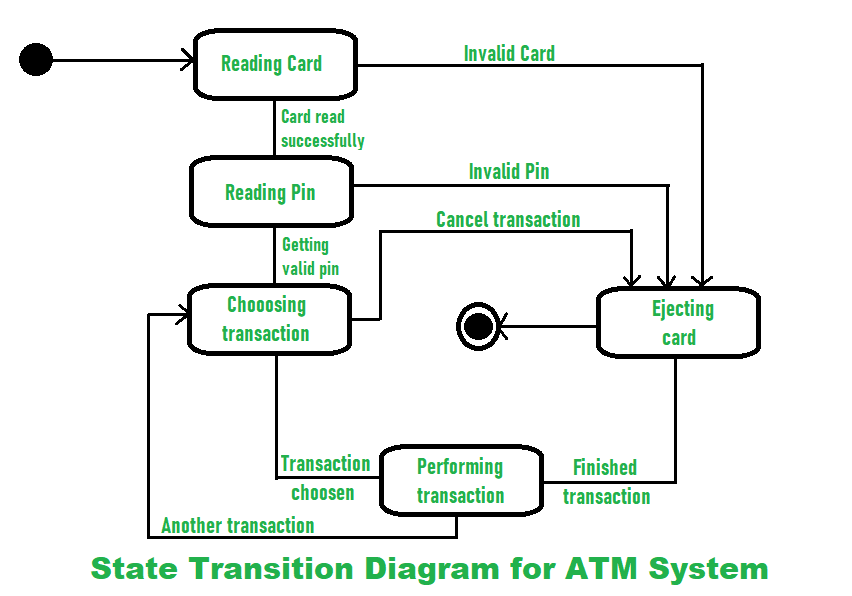 Reading Card
Invalid Card
Card read
successfully
Reading Pin
Invalid Pin
Cancel transaction
Getting
valid pin
Chooosing
transaction
Ejecting
card
Transaction
choosen
Performing
transaction
Finished
transaction
Another transaction
State Transition Diagram for ATM System